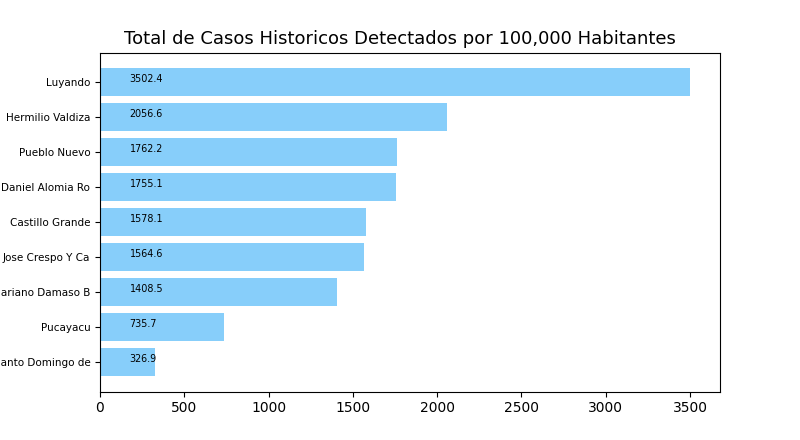 Total de Casos Historicos Detectados por 100,000 Habitantes
Luyando 3502.4
Hermilio Valdiza 2056.6
Pueblo Nuevo 1762.2
Daniel Alomia Ro 1755.1
Castillo Grande 1578.1
Jose Crespo Y Ca 1564.6
ariano Damaso B 1408.5
Pucayacu 735.7
anto Domingo de 326.9
0 500 1000 1500 2000 2500 3000 3500